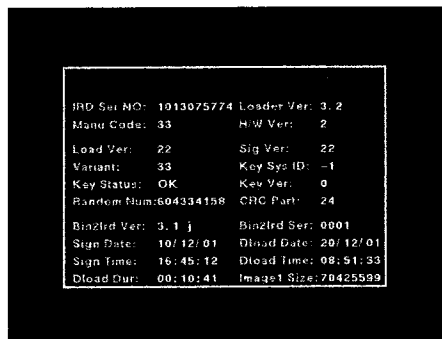 IRD Ser NO: 1013075774 Loader Ver: 3.2
Manu Code: 33 H/W Ver: 2
Load Ver: 22 Sig Ver: 22
Variant: 33 Key Sys ID: -1
Key Status: OK Key Ver: 0
Random Num:604334158 CRC Part: 24
Bin2Ird Ver: 3.1 j Bin2Ird Ser: 0001
Sign Date: 10/12/01 Dload Date: 20/12/01
Sign Time: 16:45:12 Dload Time: 08:51:33
Dload Dur: 00:10:41 Image1 Size:70425599